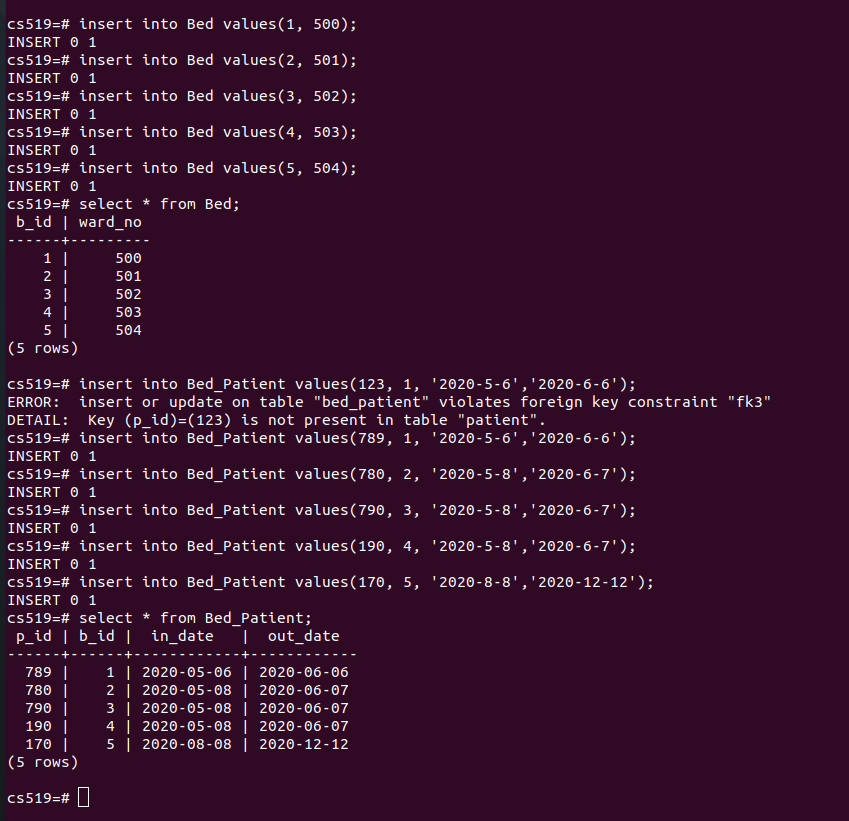 cs519=# insert into Bed values(1, 500);
INSERT 0 1
cs519=# insert into Bed values(2, 501);
INSERT 0 1
cs519=# insert into Bed values(3, 502);
INSERT 0 1
cs519=# insert into Bed values(4, 503);
INSERT 0 1
cs519=# insert into Bed values(5, 504);
INSERT 0 1
cs519=# select * from Bed;
 b_id | ward_no
------+---------
    1 |     500
    2 |     501
    3 |     502
    4 |     503
    5 |     504
(5 rows)

cs519=# insert into Bed_Patient values(123, 1, '2020-5-6','2020-6-6');
ERROR:  insert or update on table "bed_patient" violates foreign key constraint "fk3"
DETAIL:  Key (p_id)=(123) is not present in table "patient".
cs519=# insert into Bed_Patient values(789, 1, '2020-5-6','2020-6-6');
INSERT 0 1
cs519=# insert into Bed_Patient values(780, 2, '2020-5-8','2020-6-7');
INSERT 0 1
cs519=# insert into Bed_Patient values(790, 3, '2020-5-8','2020-6-7');
INSERT 0 1
cs519=# insert into Bed_Patient values(190, 4, '2020-5-8','2020-6-7');
INSERT 0 1
cs519=# insert into Bed_Patient values(170, 5, '2020-8-8','2020-12-12');
INSERT 0 1
cs519=# select * from Bed_Patient;
 p_id | b_id |  in_date   |  out_date
------+------+------------+------------
  789 |    1 | 2020-05-06 | 2020-06-06
  780 |    2 | 2020-05-08 | 2020-06-07
  790 |    3 | 2020-05-08 | 2020-06-07
  190 |    4 | 2020-05-08 | 2020-06-07
  170 |    5 | 2020-08-08 | 2020-12-12
(5 rows)

cs519=#